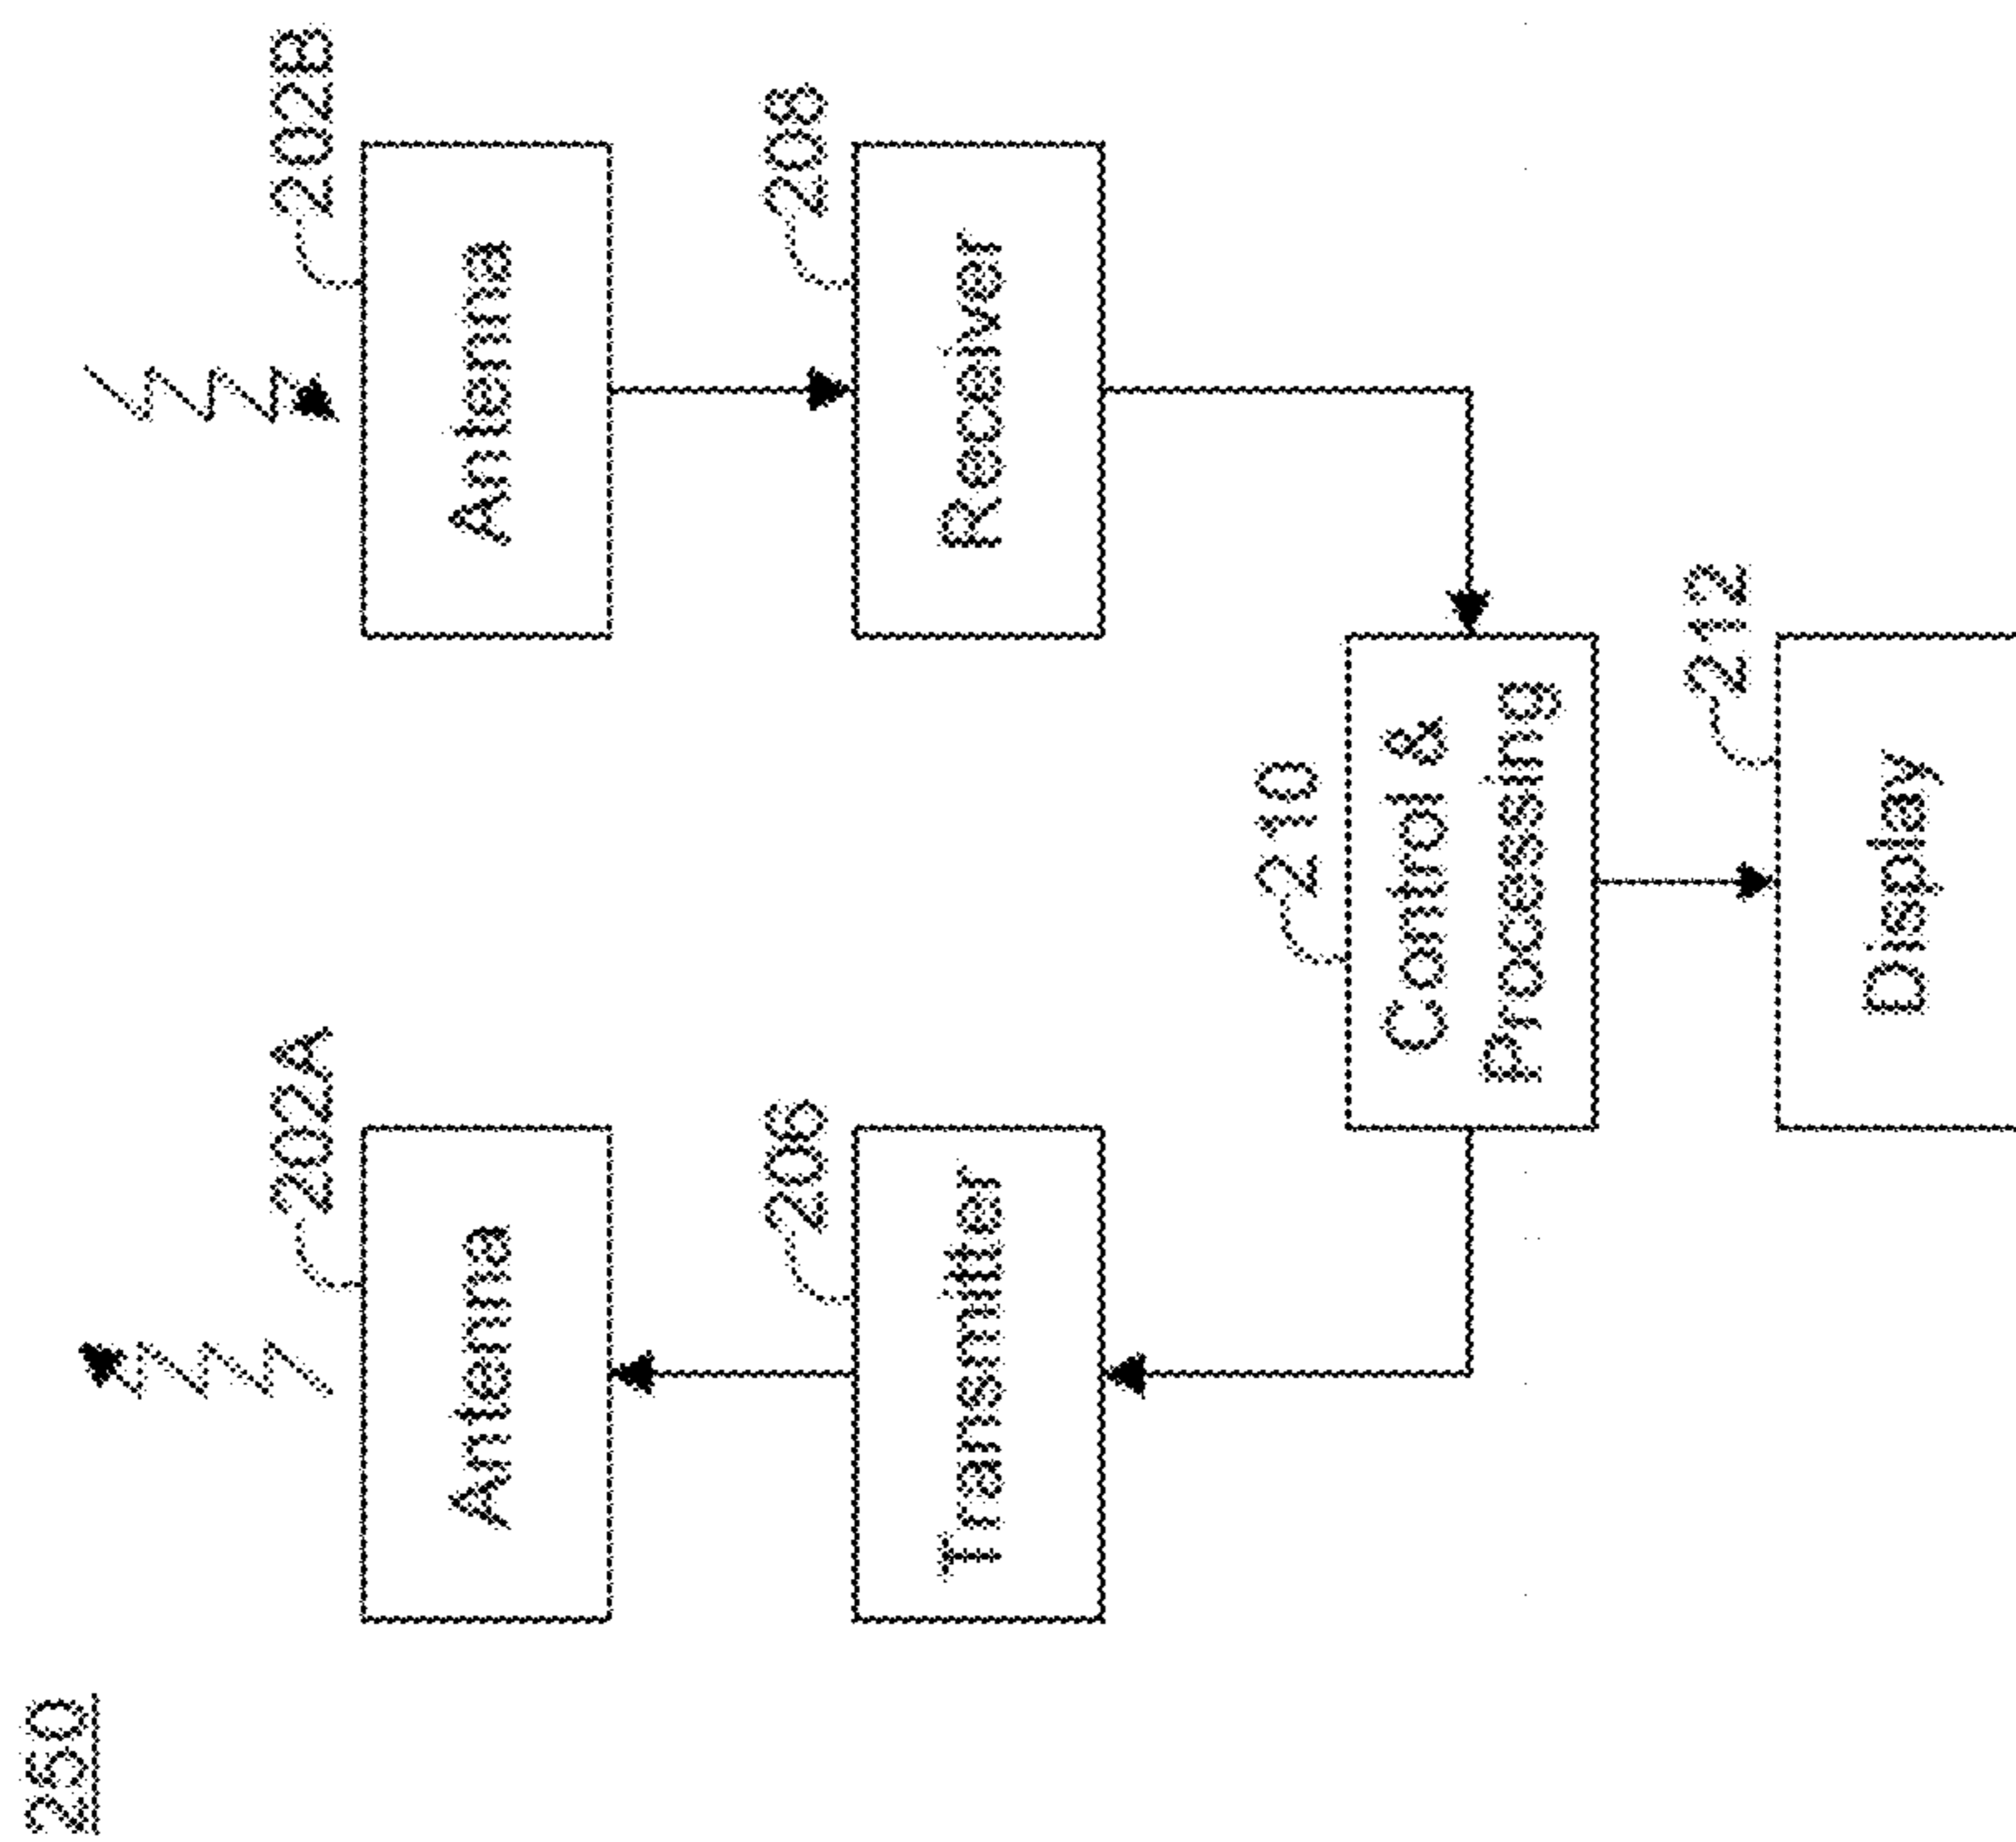 250
202A
Antenna
202B
Antenna
206
Transmitter
208
Receiver
210
Control &
Processing
212
Display